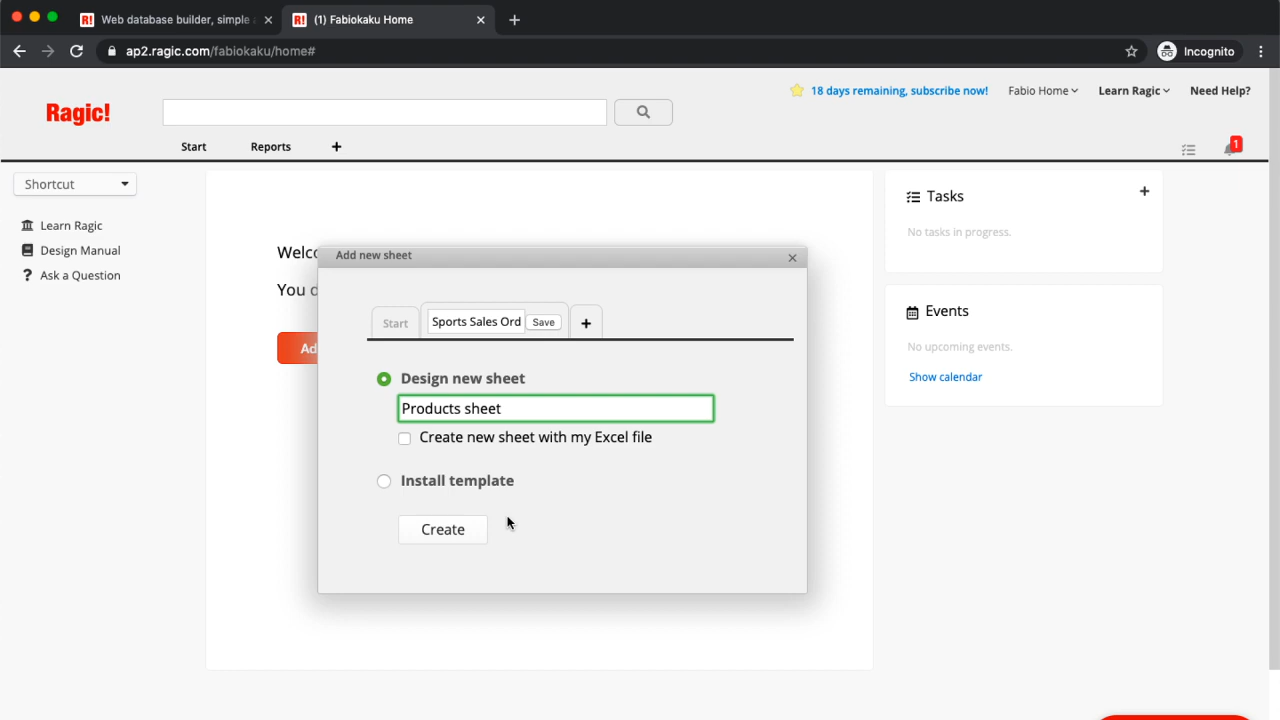 Web database builder, simple a
(1) Fabiokaku Home
ap2.ragic.com/fabiokaku/home#
Incognito
Ragic!
18 days remaining, subscribe now!
Fabio Home
Learn Ragic
Need Help?
Start
Reports
1
Shortcut
Learn Ragic
Design Manual
Ask a Question
Welco
You d
Ad
Add new sheet
Start
Sports Sales Ord
Save
Design new sheet
Products sheet
Create new sheet with my Excel file
Install template
Create
Tasks
No tasks in progress.
Events
No upcoming events.
Show calendar